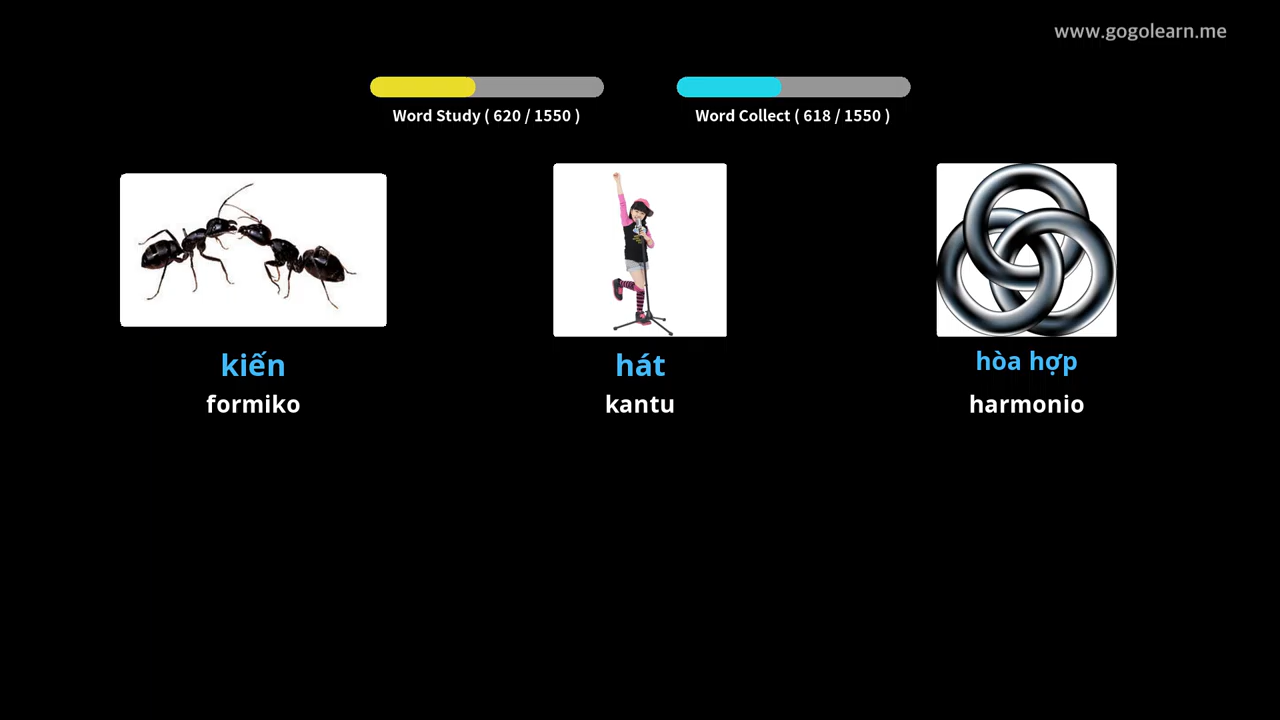 www.gogolearn.me
Word Study ( 620 / 1550 )
Word Collect ( 618 / 1550 )
kiến
hát
hòa hợp
formiko
kantu
harmonio